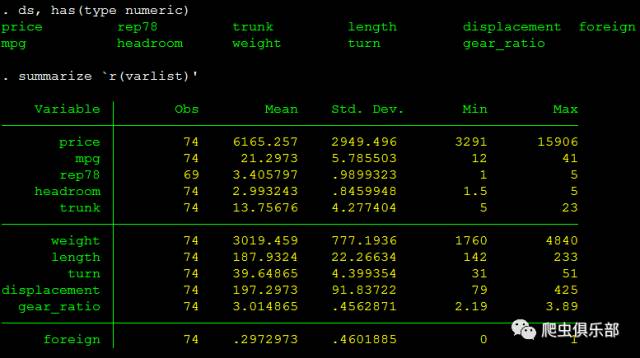 . ds, has(type numeric)
price rep78 trunk length displacement foreign
mpg headroom weight turn gear_ratio
. summarize `r(varlist)'
Variable Obs Mean Std. Dev. Min Max
price 74 6165.257 2949.496 3291 15906
mpg 74 21.2973 5.785503 12 41
rep78 69 3.405797 .9899323 1 5
headroom 74 2.993243 .8459948 1.5 5
trunk 74 13.75676 4.277404 5 23
weight 74 3019.459 777.1936 1760 4840
length 74 187.9324 22.26634 142 233
turn 74 39.64865 4.399354 31 51
displacement 74 197.2973 91.83722 79 425
gear_ratio 74 3.014865 .4562871 2.19 3.89
foreign 74 .2972973 .4601885 0 1
爬虫俱乐部